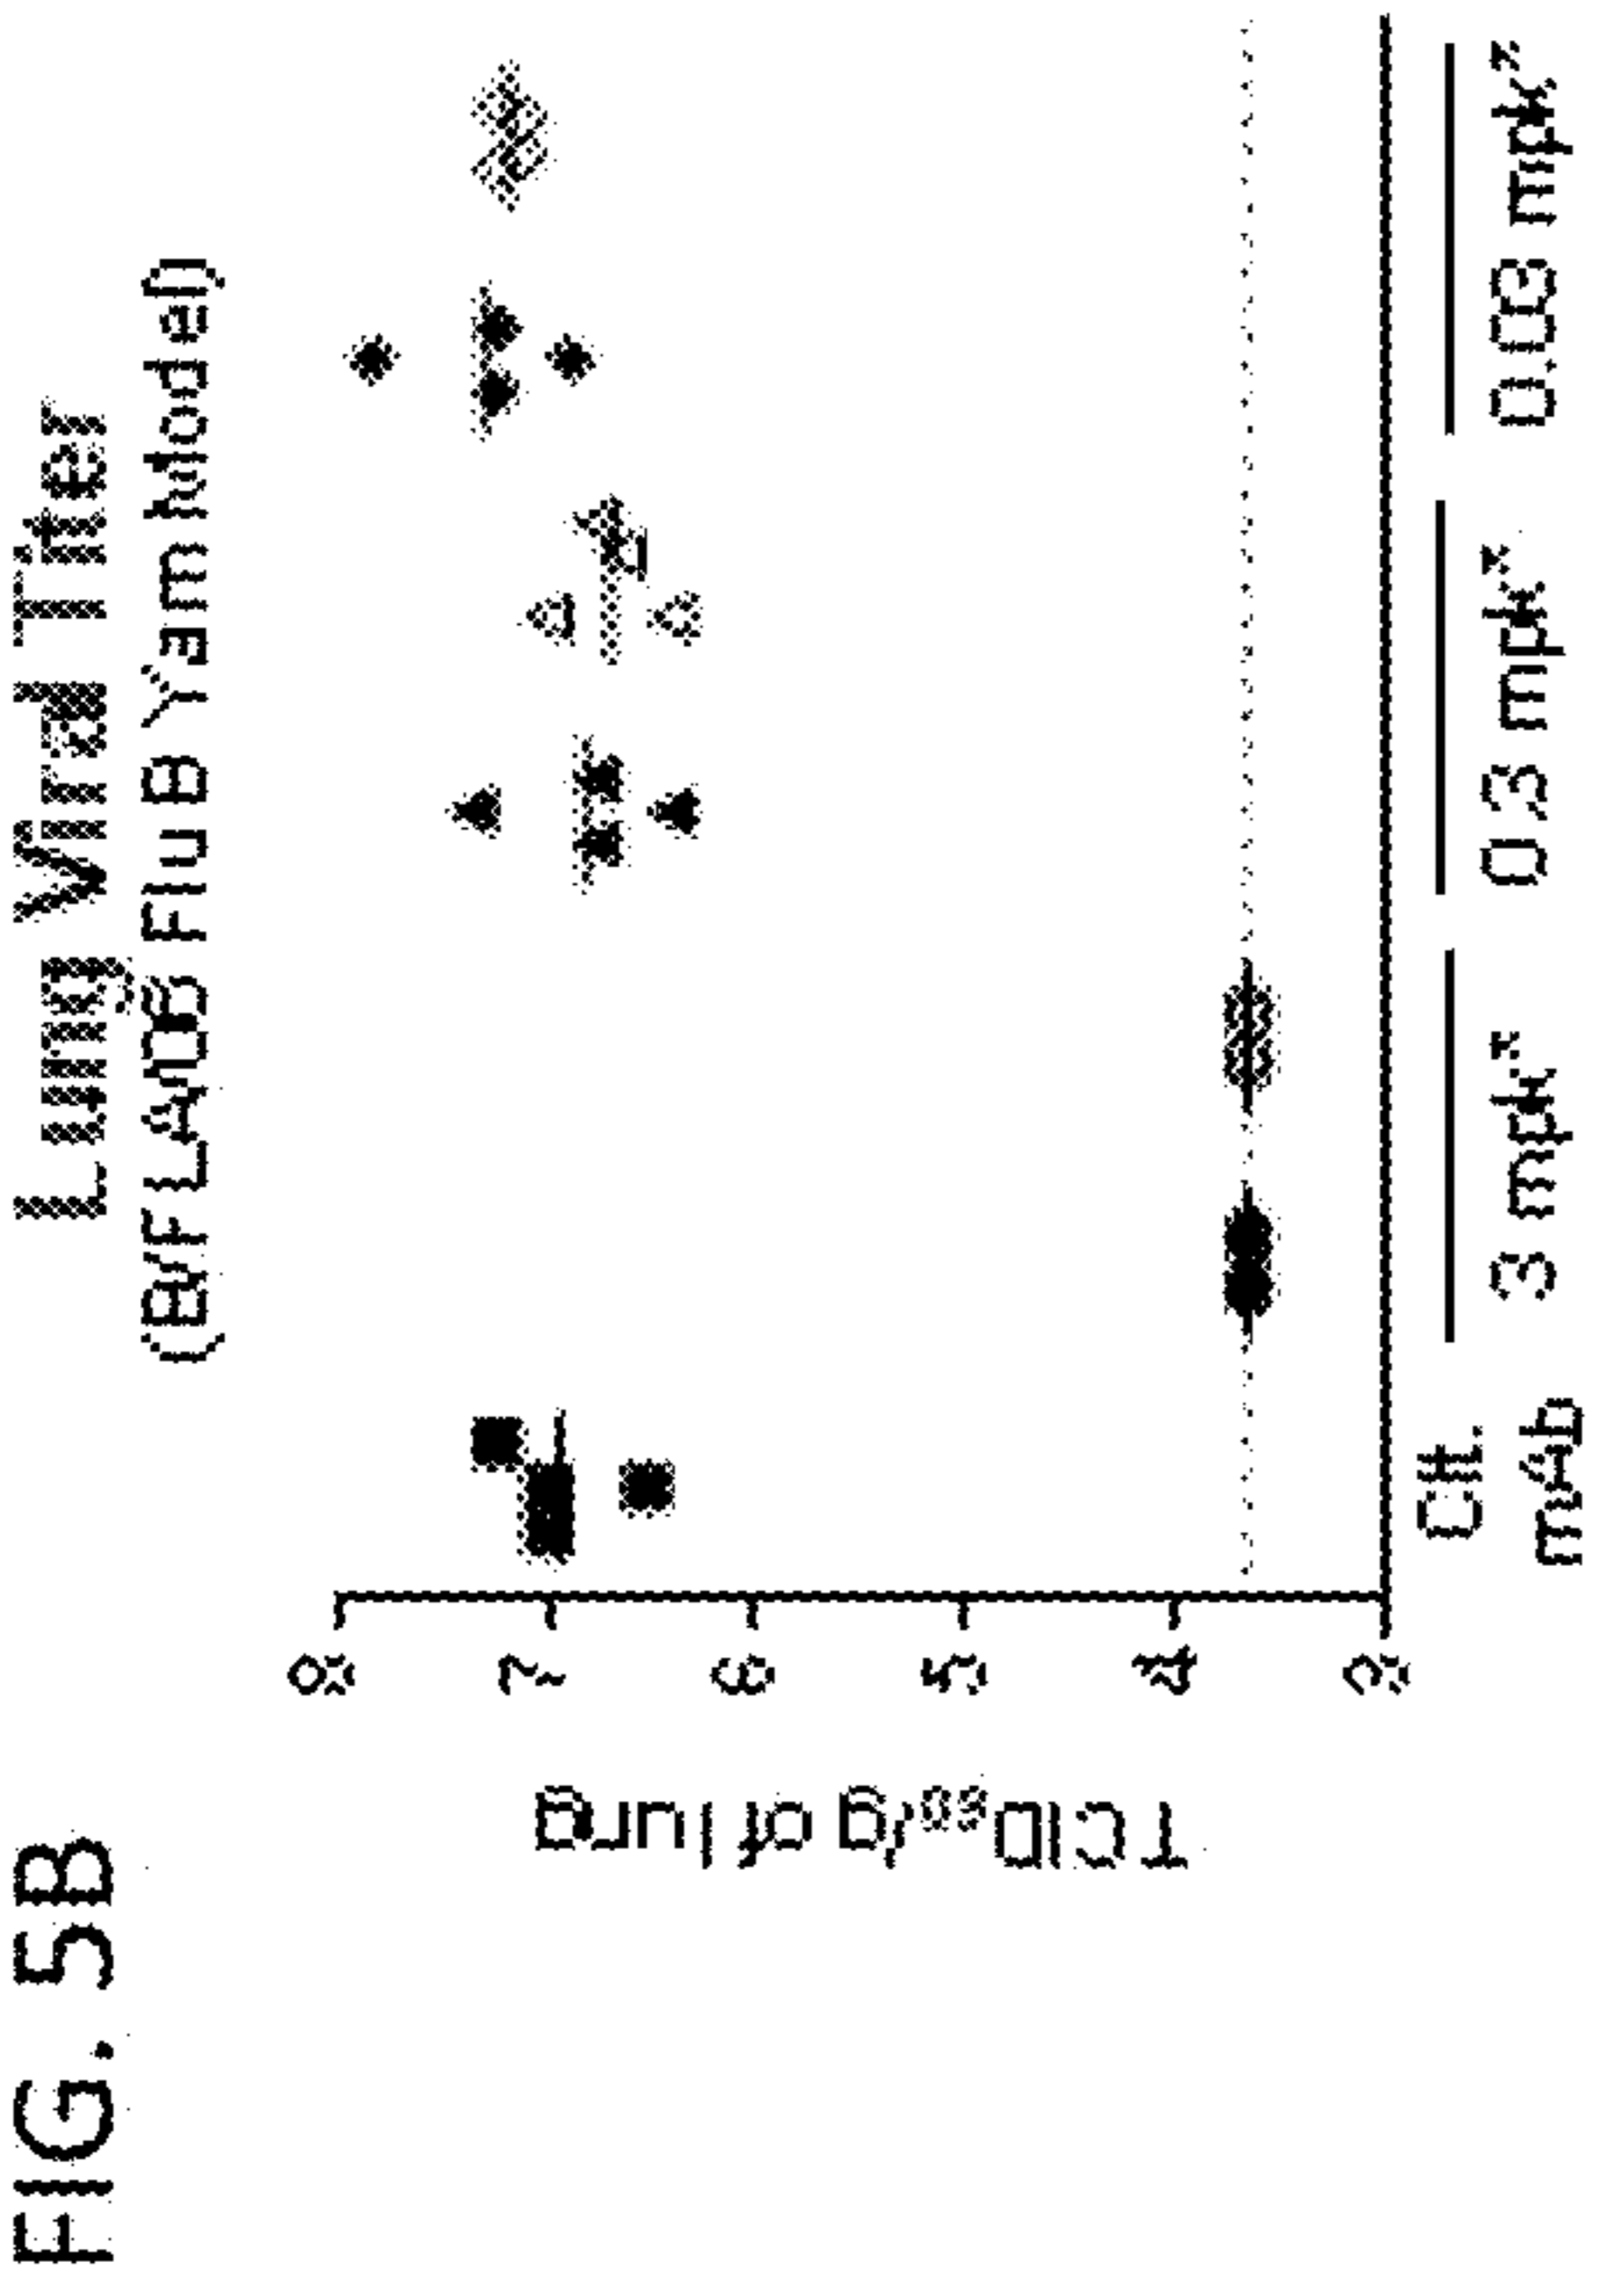 FIG. 5B
Lung Viral Titer
(B/FLA/06 Flu B Yam Model)
TCID50/g of lung
8
7
6
5
4
3
Ctl.
mAb
3 mpk
0.3 mpk
0.03 mpk